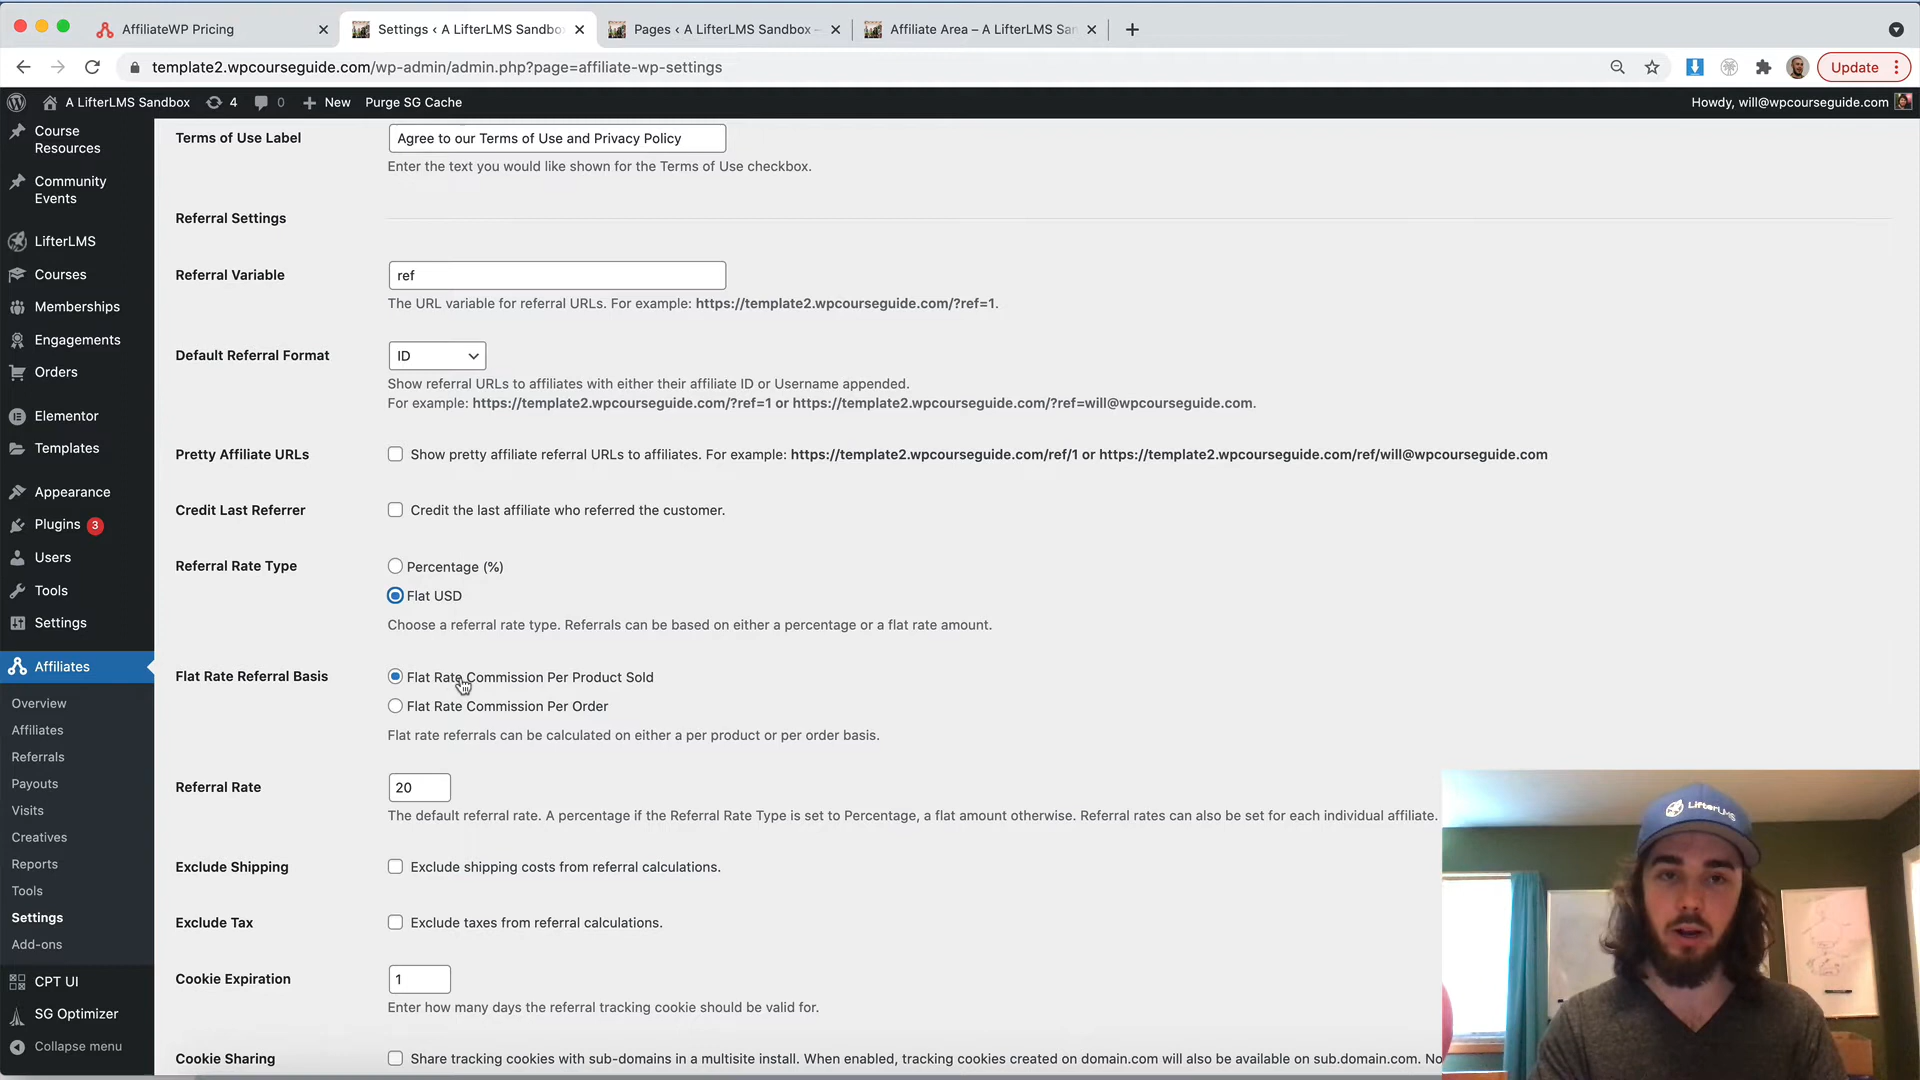 AffiliateWP Pricing
Settings ‹ A LifterLMS Sandbo
Pages ‹ A LifterLMS Sandbox –
Affiliate Area – A LifterLMS Sar
template2.wpcourseguide.com/wp-admin/admin.php?page=affiliate-wp-settings
Update
A LifterLMS Sandbox
4
0
New
Purge SG Cache
Howdy, will@wpcourseguide.com
Course
Resources
Community
Events
LifterLMS
Courses
Memberships
Engagements
Orders
Elementor
Templates
Appearance
Plugins 3
Users
Tools
Settings
Affiliates
Overview
Affiliates
Referrals
Payouts
Visits
Creatives
Reports
Tools
Settings
Add-ons
CPT UI
SG Optimizer
Collapse menu
Terms of Use Label
Agree to our Terms of Use and Privacy Policy
Enter the text you would like shown for the Terms of Use checkbox.
Referral Settings
Referral Variable
ref
The URL variable for referral URLs. For example: https://template2.wpcourseguide.com/?ref=1.
Default Referral Format
ID
Show referral URLs to affiliates with either their affiliate ID or Username appended.
For example: https://template2.wpcourseguide.com/?ref=1 or https://template2.wpcourseguide.com/?ref=will@wpcourseguide.com.
Pretty Affiliate URLs
Show pretty affiliate referral URLs to affiliates. For example: https://template2.wpcourseguide.com/ref/1 or https://template2.wpcourseguide.com/ref/will@wpcourseguide.com
Credit Last Referrer
Credit the last affiliate who referred the customer.
Referral Rate Type
Percentage (%)
Flat USD
Choose a referral rate type. Referrals can be based on either a percentage or a flat rate amount.
Flat Rate Referral Basis
Flat Rate Commission Per Product Sold
Flat Rate Commission Per Order
Flat rate referrals can be calculated on either a per product or per order basis.
Referral Rate
20
The default referral rate. A percentage if the Referral Rate Type is set to Percentage, a flat amount otherwise. Referral rates can also be set for each individual affiliate.
Exclude Shipping
Exclude shipping costs from referral calculations.
Exclude Tax
Exclude taxes from referral calculations.
Cookie Expiration
1
Enter how many days the referral tracking cookie should be valid for.
Cookie Sharing
Share tracking cookies with sub-domains in a multisite install. When enabled, tracking cookies created on domain.com will also be available on sub.domain.com. No
LifterLMS